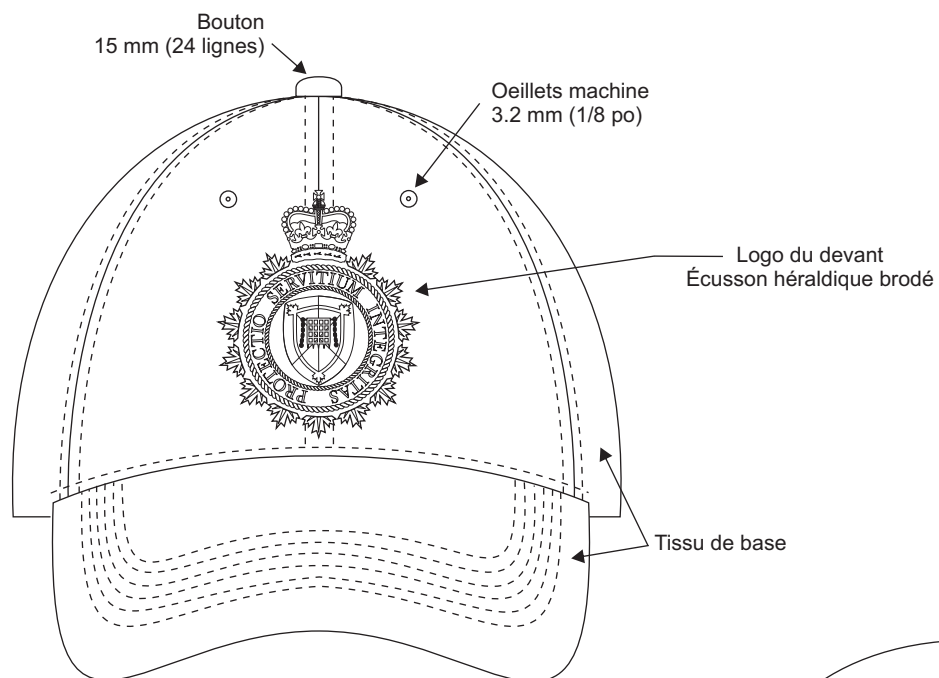 Bouton
15 mm (24 lignes)
Oeillets machine
3.2 mm (1/8 po)
Logo du devant
Écusson héraldique brodé
PROTECTIO SERVITIUM INTEGRITAS
Tissu de base